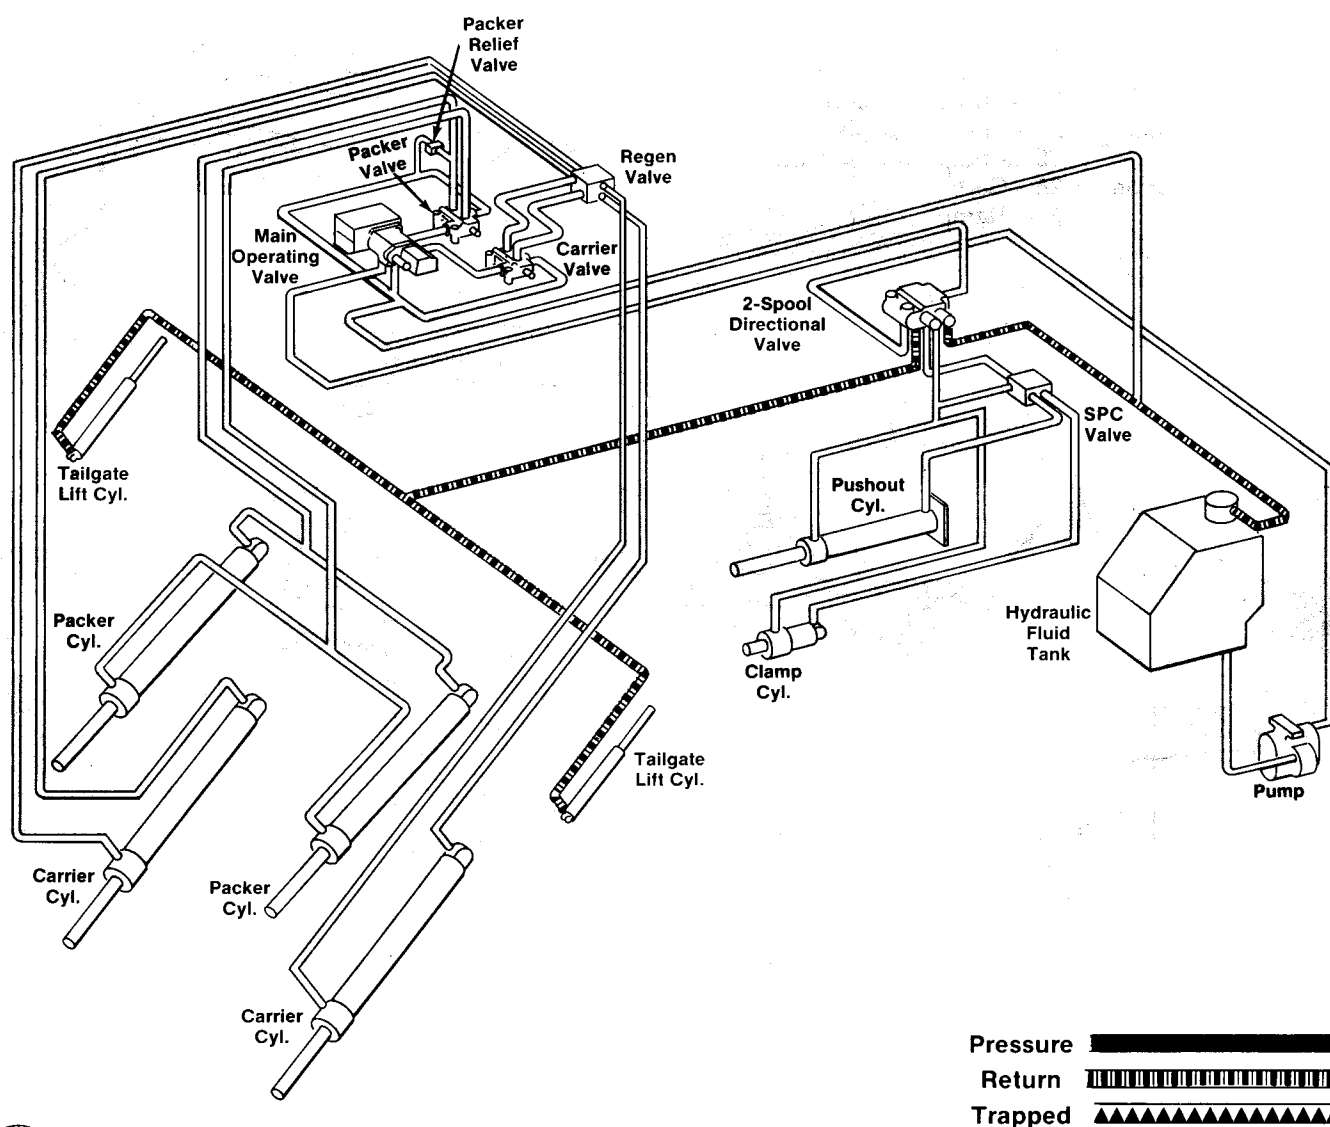 Packer
Relief
Valve
Packer
Valve
Regen
Valve
Main
Operating
Valve
Carrier
Valve
2-Spool
Directional
Valve
SPC
Valve
Tailgate
Lift Cyl.
Pushout
Cyl.
Packer
Cyl.
Hydraulic
Fluid
Tank
Clamp
Cyl.
Tailgate
Lift Cyl.
Pump
Carrier
Cyl.
Packer
Cyl.
Carrier
Cyl.
Pressure
Return
Trapped